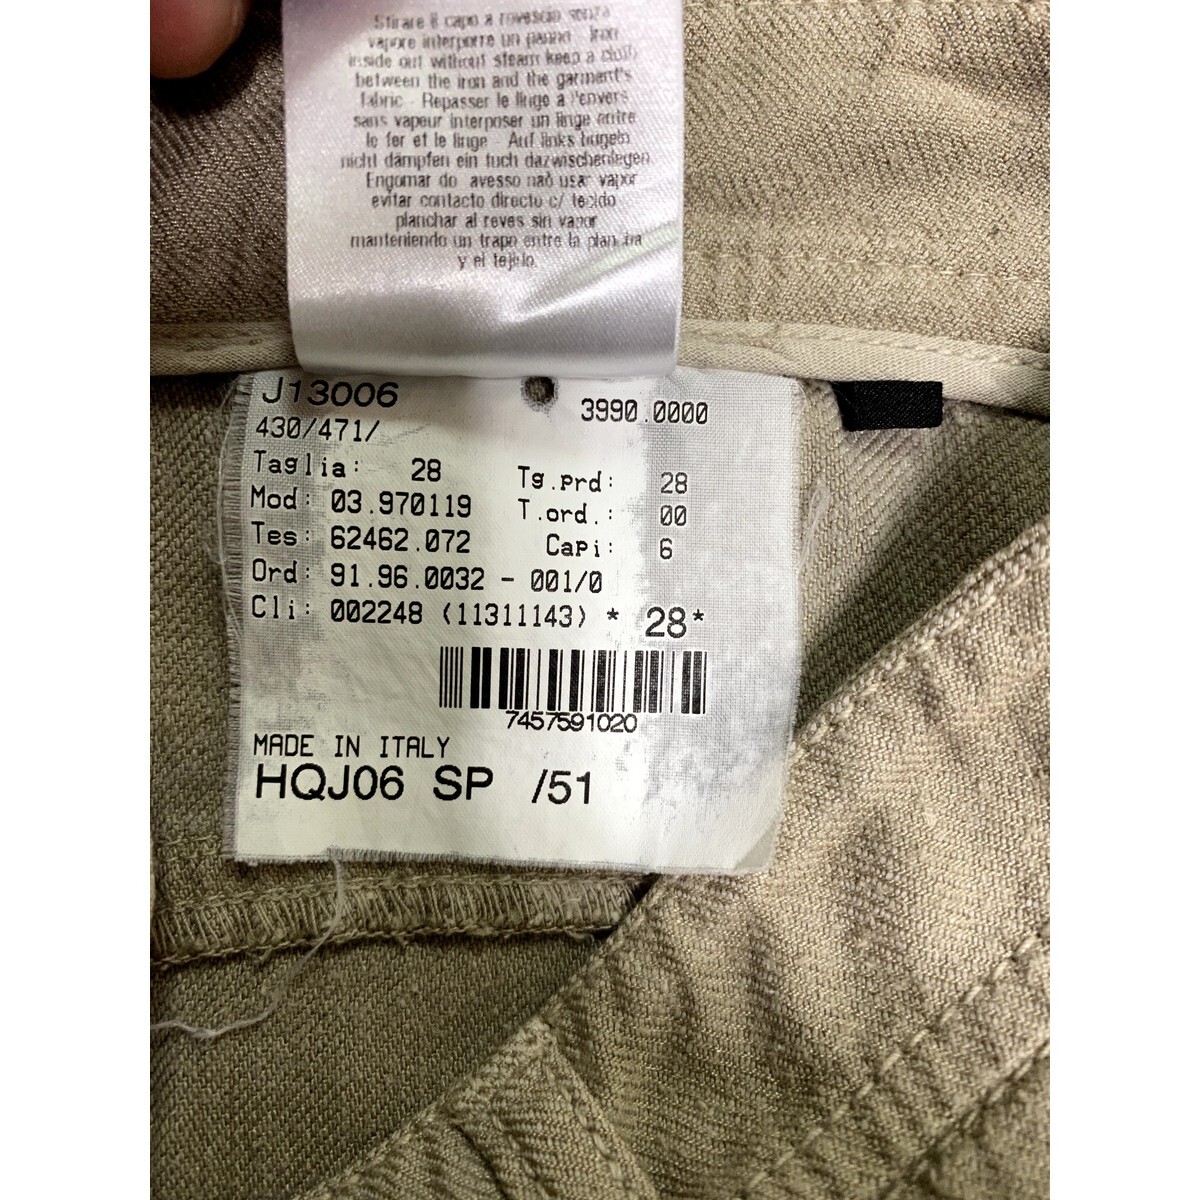 Stirare il capo a rovescio senza
vapore interporre un panno - Iron
inside out without steam keep a cloth
between the iron and the garment's
fabric - Repasser le linge a l'envers
sans vapeur interposer un linge entre
le fer et le linge - Auf links bugeln
nicht dämpfen ein tuch dazwischenlegen
Engomar do avesso naô usar vapor
evitar contacto directo c/ tecido
planchar al reves sin vapor
manteniendo un trapo entre la plancha
y el tejido.
J13006
3990.0000
430/471/
Taglia: 28 Tg.prd: 28
Mod: 03.970119 T.ord.: 00
Tes: 62462.072 Capi: 6
Ord: 91.96.0032 - 001/0
Cli: 002248 (11311143) * 28*
7457591020
MADE IN ITALY
HQJ06 SP /51